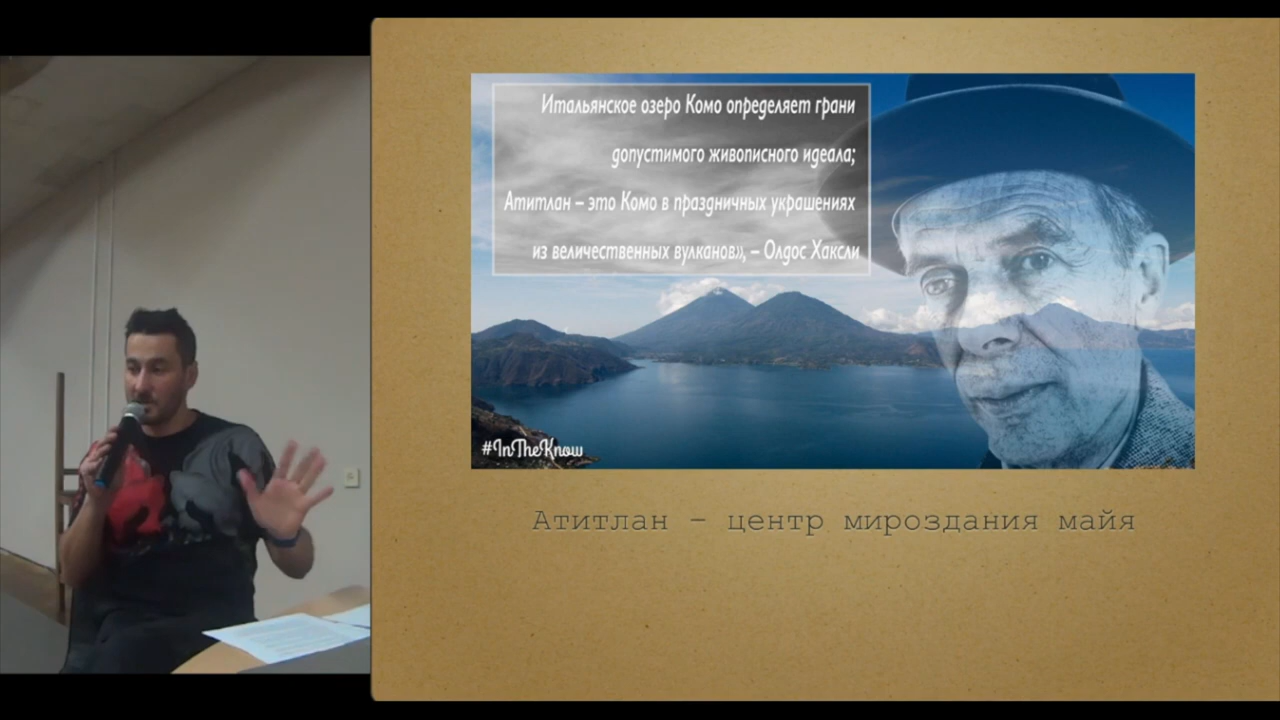 Итальянское озеро Комо определяет грани
допустимого живописного идеала;
Атитлан – это Комо в праздничных украшениях
из величественных вулканов», – Олдос Хаксли
#InTheKnow
Атитлан – центр мироздания майя